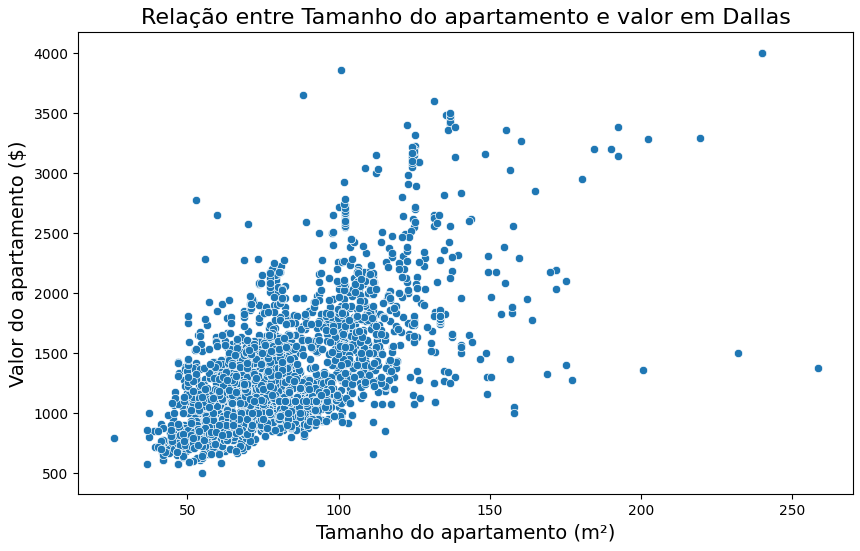 Relação entre Tamanho do apartamento e valor em Dallas
Valor do apartamento ($)
4000
3500
3000
2500
2000
1500
1000
500
50 100 150 200 250
Tamanho do apartamento (m²)